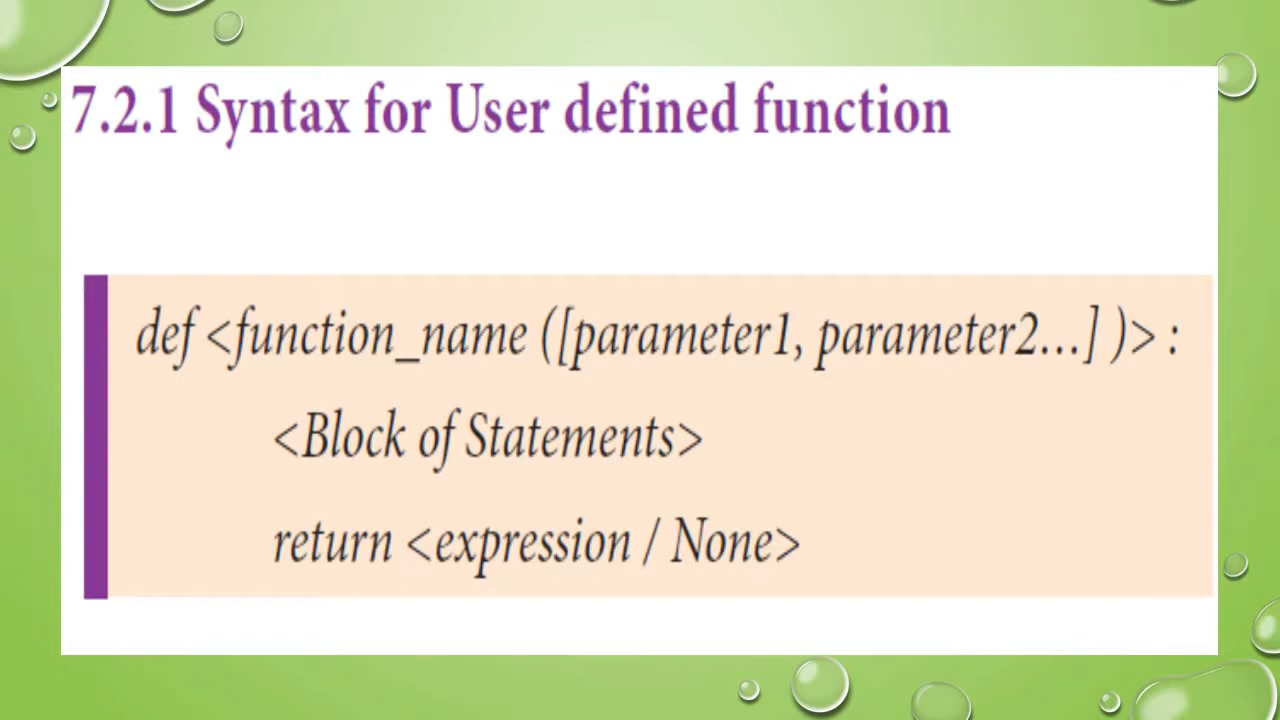 7.2.1 Syntax for User defined function
def <function_name ([parameter1, parameter2…] )> :
<Block of Statements>
return <expression / None>